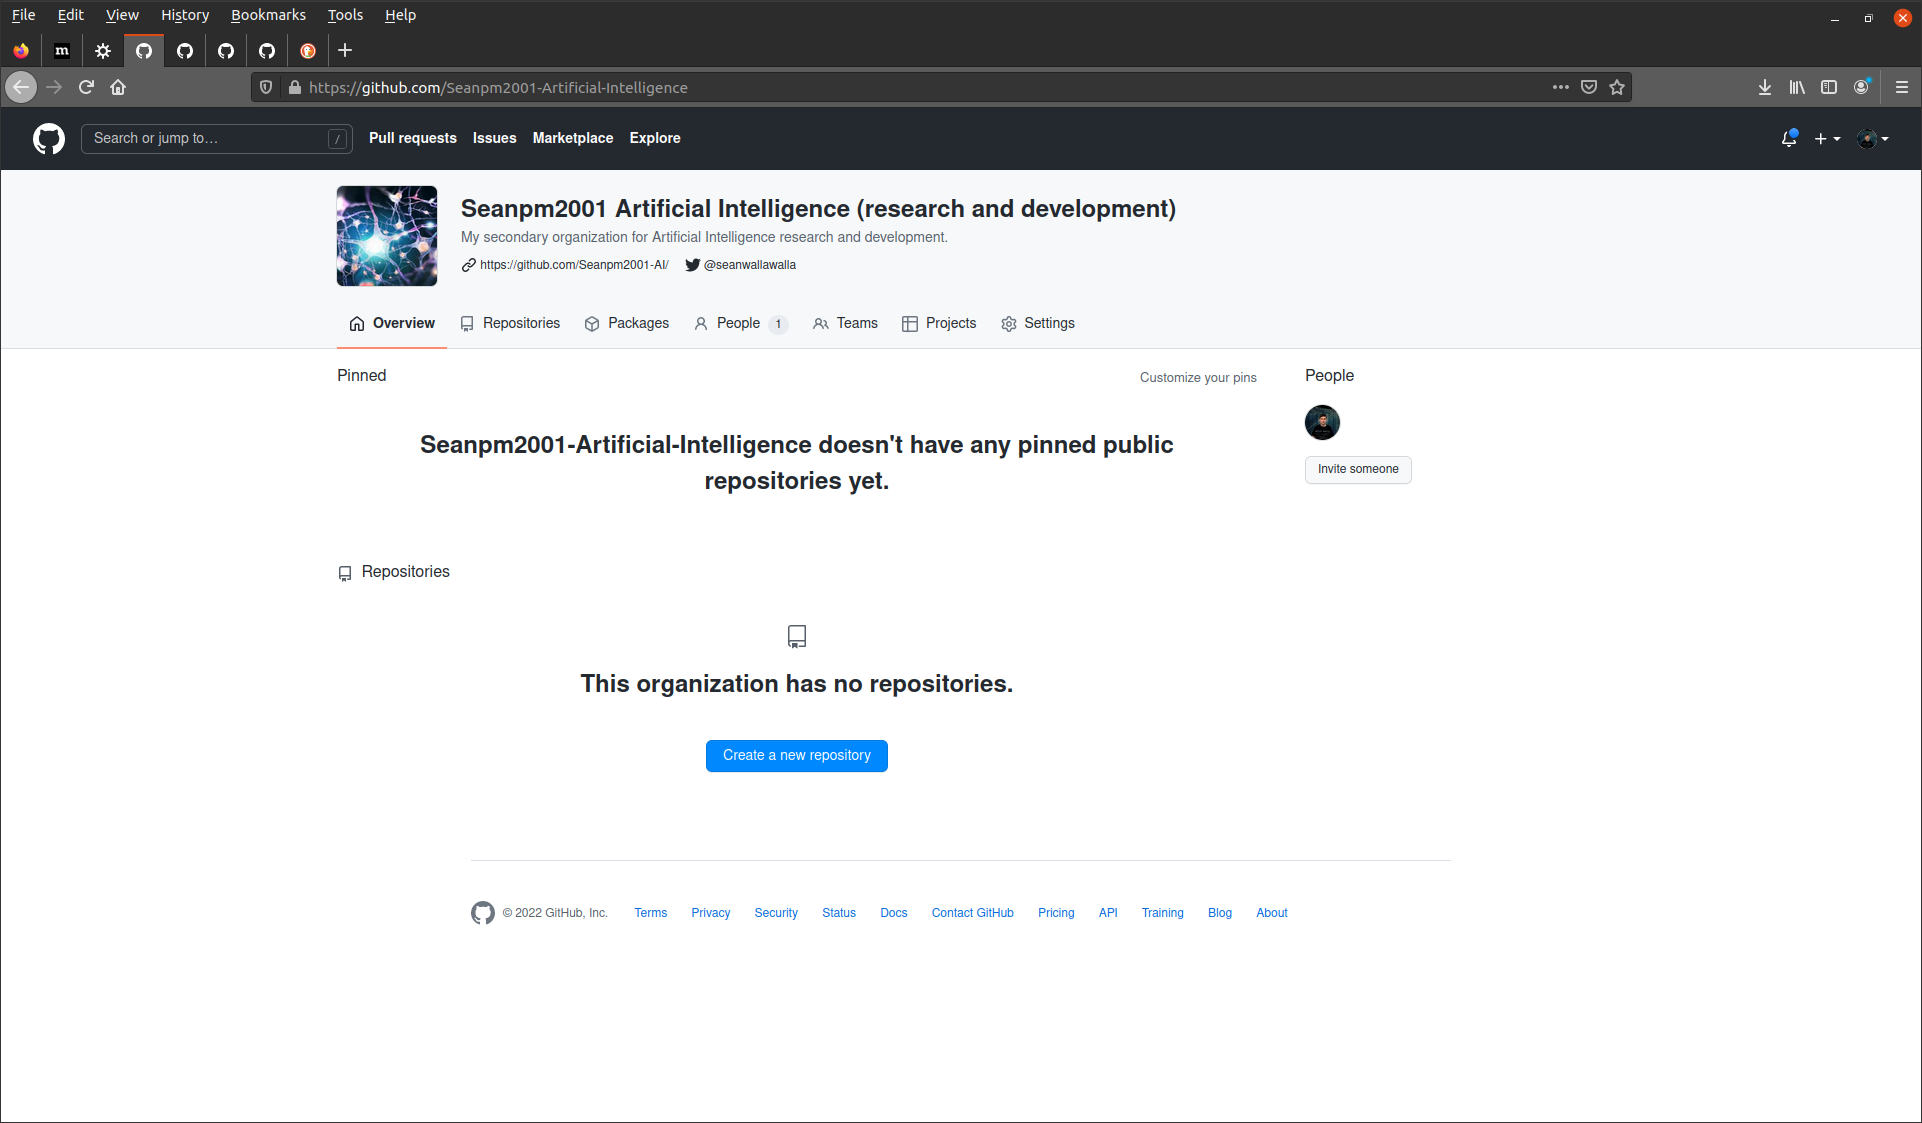 File Edit View History Bookmarks Tools Help
m
https://github.com/Seanpm2001-Artificial-Intelligence
Search or jump to… / Pull requests Issues Marketplace Explore
Seanpm2001 Artificial Intelligence (research and development)
My secondary organization for Artificial Intelligence research and development.
https://github.com/Seanpm2001-AI/ @seanwallawalla
Overview Repositories Packages People 1 Teams Projects Settings
Pinned Customize your pins People
Seanpm2001-Artificial-Intelligence doesn't have any pinned public
repositories yet.
Invite someone
Repositories
This organization has no repositories.
Create a new repository
© 2022 GitHub, Inc. Terms Privacy Security Status Docs Contact GitHub Pricing API Training Blog About